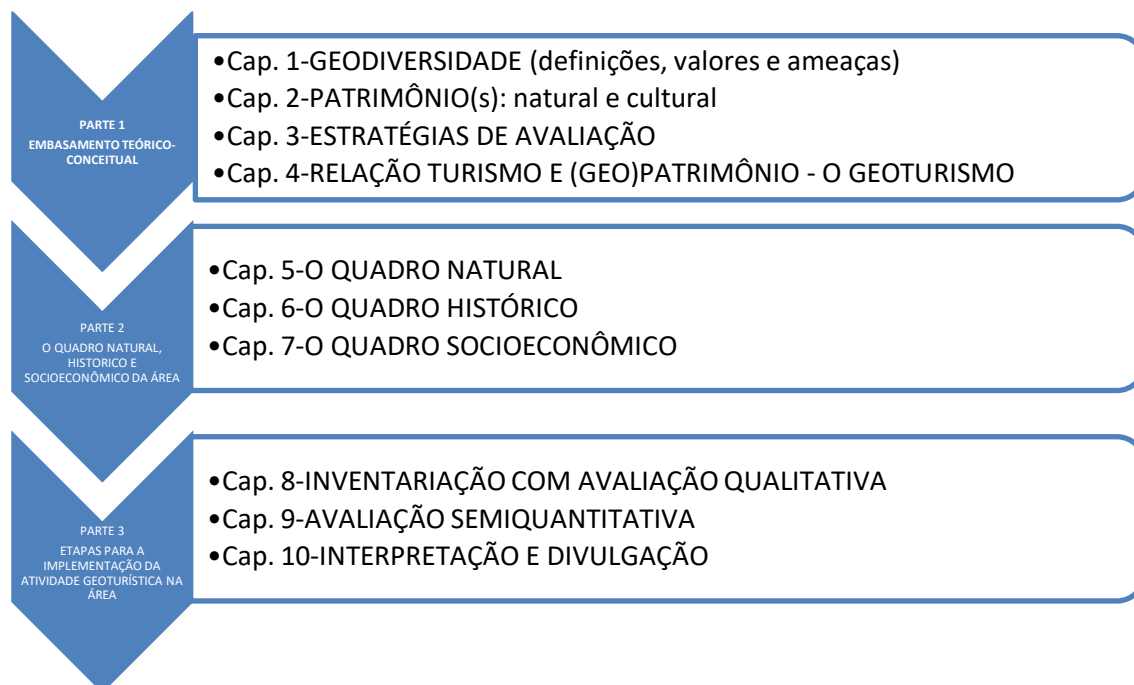 PARTE 1
EMBASAMENTO TEÓRICO-
CONCEITUAL
•Cap. 1-GEODIVERSIDADE (definições, valores e ameaças)
•Cap. 2-PATRIMÔNIO(s): natural e cultural
•Cap. 3-ESTRATÉGIAS DE AVALIAÇÃO
•Cap. 4-RELAÇÃO TURISMO E (GEO)PATRIMÔNIO - O GEOTURISMO
PARTE 2
O QUADRO NATURAL,
HISTORICO E
SOCIOECONÔMICO DA ÁREA
•Cap. 5-O QUADRO NATURAL
•Cap. 6-O QUADRO HISTÓRICO
•Cap. 7-O QUADRO SOCIOECONÔMICO
PARTE 3
ETAPAS PARA A
IMPLEMENTAÇÃO DA
ATIVIDADE GEOTURÍSTICA NA
ÁREA
•Cap. 8-INVENTARIAÇÃO COM AVALIAÇÃO QUALITATIVA
•Cap. 9-AVALIAÇÃO SEMIQUANTITATIVA
•Cap. 10-INTERPRETAÇÃO E DIVULGAÇÃO